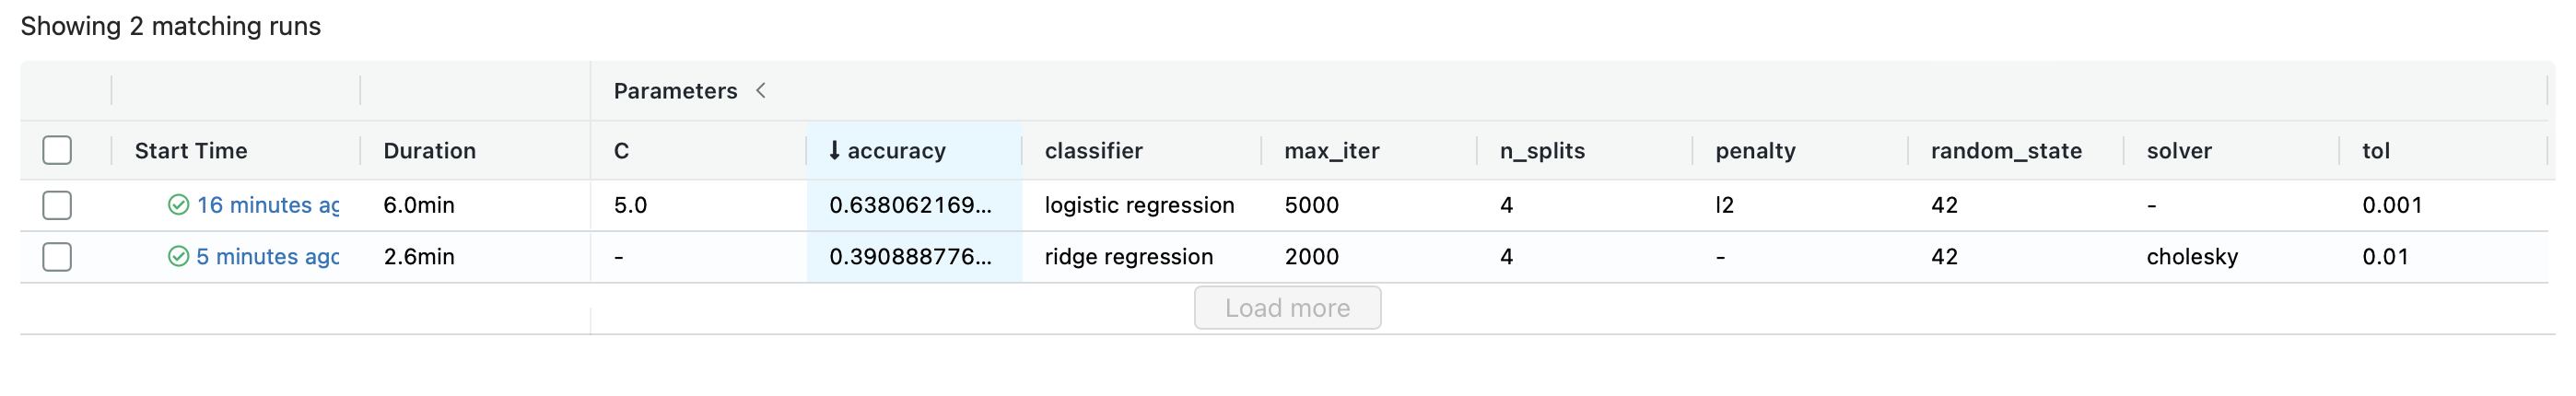 Showing 2 matching runs
Parameters
Start Time Duration C accuracy classifier max_iter n_splits penalty random_state solver tol
16 minutes ag 6.0min 5.0 0.638062169... logistic regression 5000 4 l2 42 - 0.001
5 minutes ago 2.6min - 0.390888776... ridge regression 2000 4 - 42 cholesky 0.01
Load more